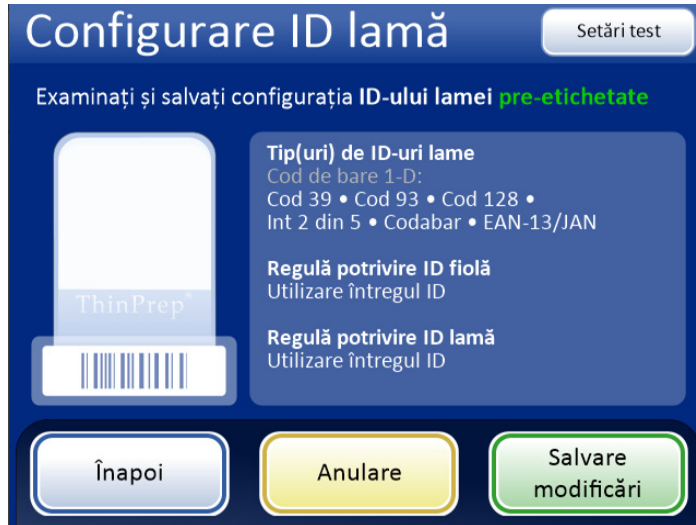 Configurare ID lamă
Setări test
Examinați și salvați configurația ID-ului lamei pre-etichetate
Tip(uri) de ID-uri lame
Cod de bare 1-D:
Cod 39 • Cod 93 • Cod 128 •
Int 2 din 5 • Codabar • EAN-13/JAN
Regulă potrivire ID fiolă
Utilizare întregul ID
Regulă potrivire ID lamă
Utilizare întregul ID
ThinPrep®
Înapoi
Anulare
Salvare
modificări